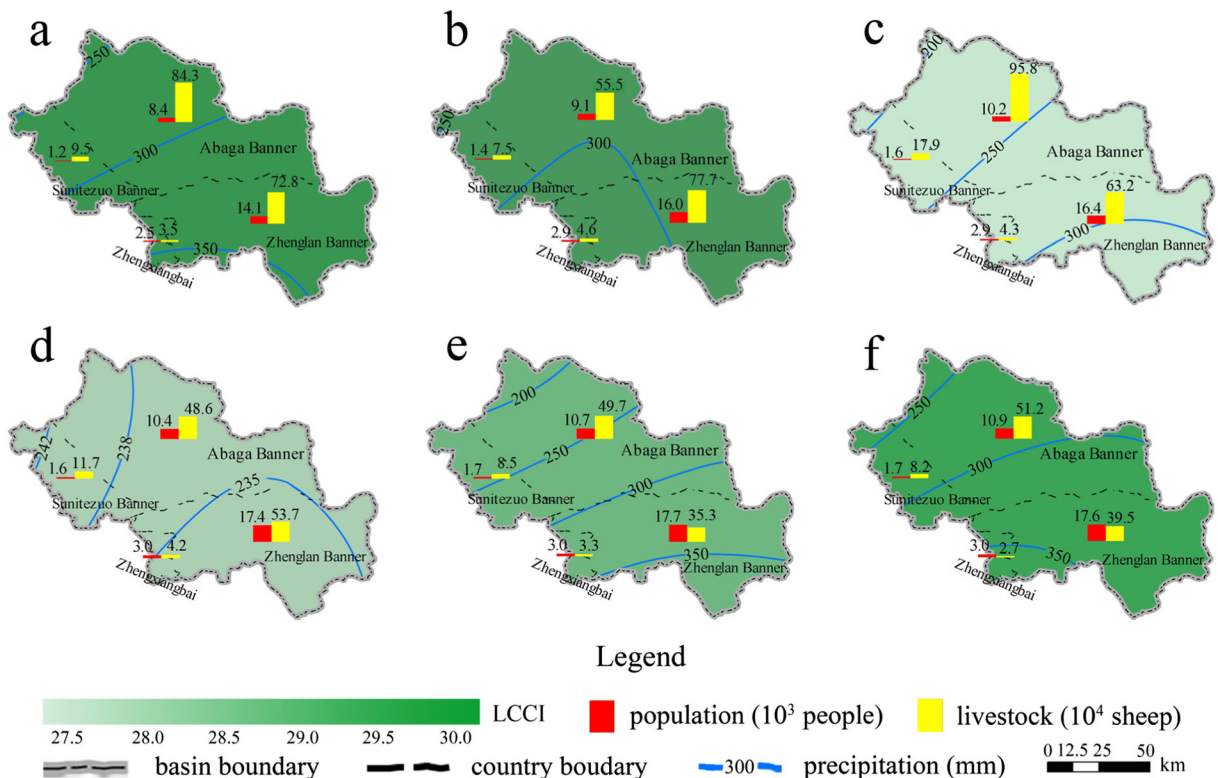 a
250
84.3
8.4
1.2 9.5
300
Abaga Banner
Sunitezuo Banner
72.8
14.1
2.5 3.5
350
Zhenglan Banner
Zhengxiangbai
b
250
55.5
9.1
1.4 7.5
300
Abaga Banner
Sunitezuo Banner
77.7
16.0
2.9 4.6
Zhenglan Banner
Zhengxiangbai
c
200
95.8
10.2
1.6 17.9
250
Abaga Banner
Sunitezuo Banner
63.2
16.4
2.9 4.3
300
Zhenglan Banner
Zhengxiangbai
d
242
238
48.6
10.4
1.6 11.7
Abaga Banner
Sunitezuo Banner
235
17.4 53.7
3.0 4.2
Zhenglan Banner
Zhengxiangbai
e
200
49.7
10.7
1.7 8.5
250
Abaga Banner
Sunitezuo Banner
300
17.7 35.3
3.0 3.3
350
Zhenglan Banner
Zhengxiangbai
f
250
51.2
10.9
1.7 8.2
300
Abaga Banner
Sunitezuo Banner
17.6 39.5
3.0 2.7
350
Zhenglan Banner
Zhengxiangbai
Legend
LCCI
27.5 28.0 28.5 29.0 29.5 30.0
population (10³ people)
livestock (10⁴ sheep)
basin boundary
country boudary
300
precipitation (mm)
0 12.5 25 50
km